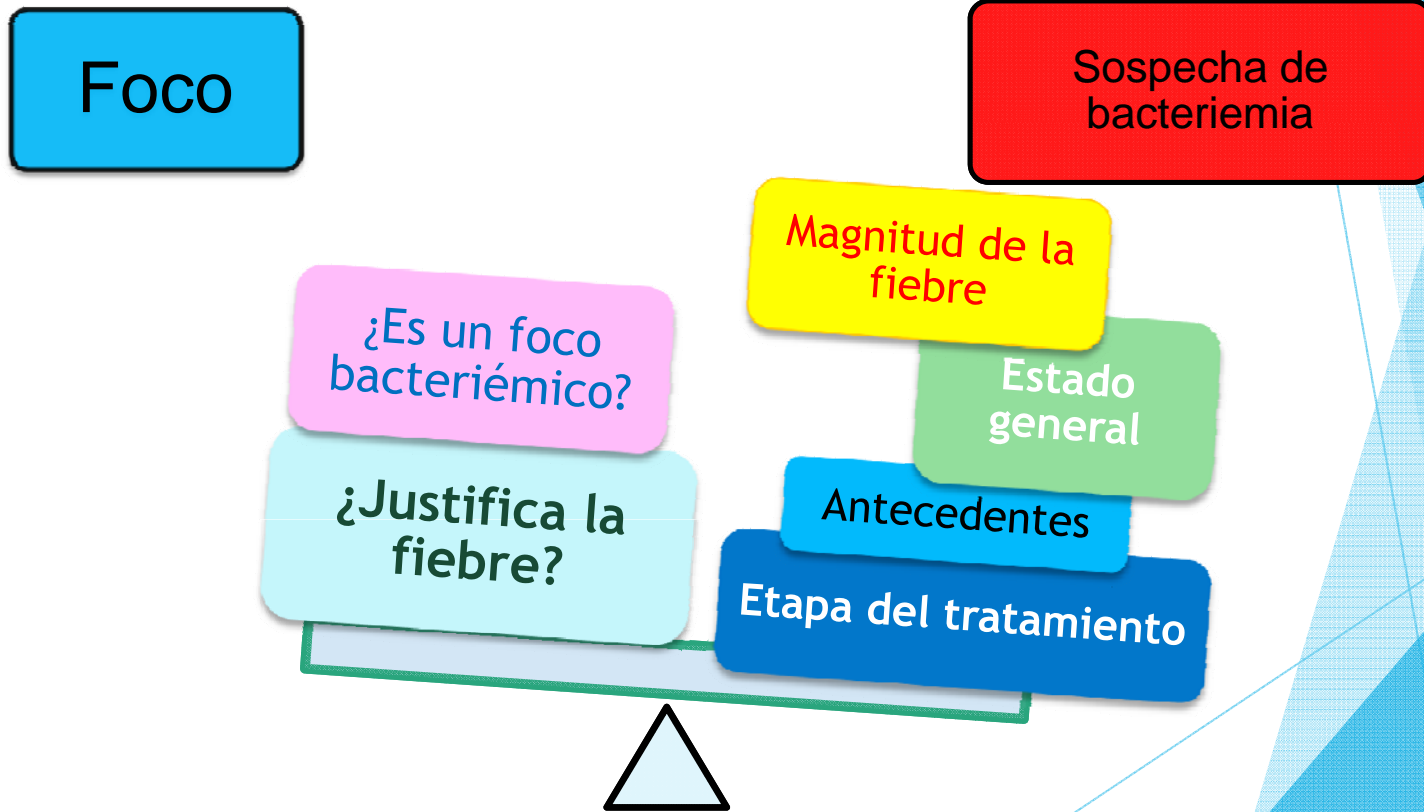 Foco
Sospecha de
bacteriemia
¿Es un foco
bacteriémico?
¿Justifica la
fiebre?
Magnitud de la
fiebre
Estado
general
Antecedentes
Etapa del tratamiento